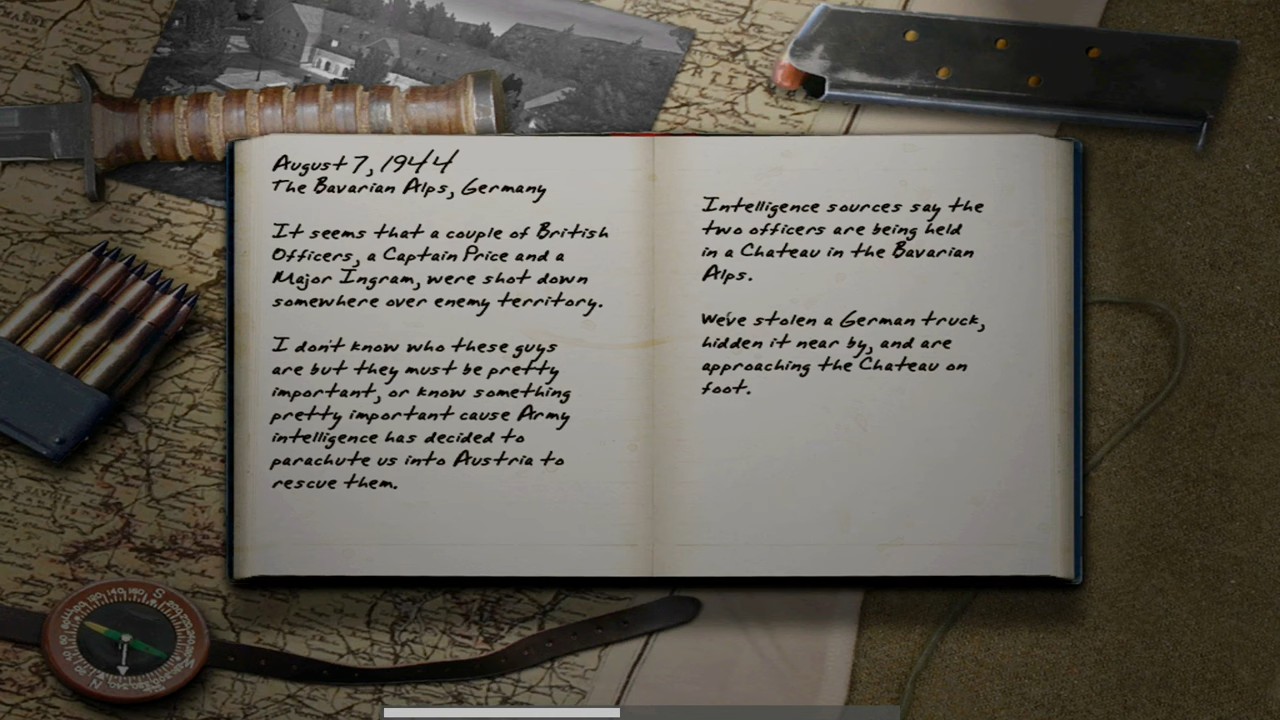 August 7, 1944
The Bavarian Alps, Germany
It seems that a couple of British
Officers, a Captain Price and a
Major Ingram, were shot down
somewhere over enemy territory.
I don't know who these guys
are but they must be pretty
important, or know something
pretty important cause Army
intelligence has decided to
parachute us into Austria to
rescue them.
Intelligence sources say the
two officers are being held
in a Chateau in the Bavarian
Alps.
We've stolen a German truck,
hidden it near by, and are
approaching the Chateau on
foot.